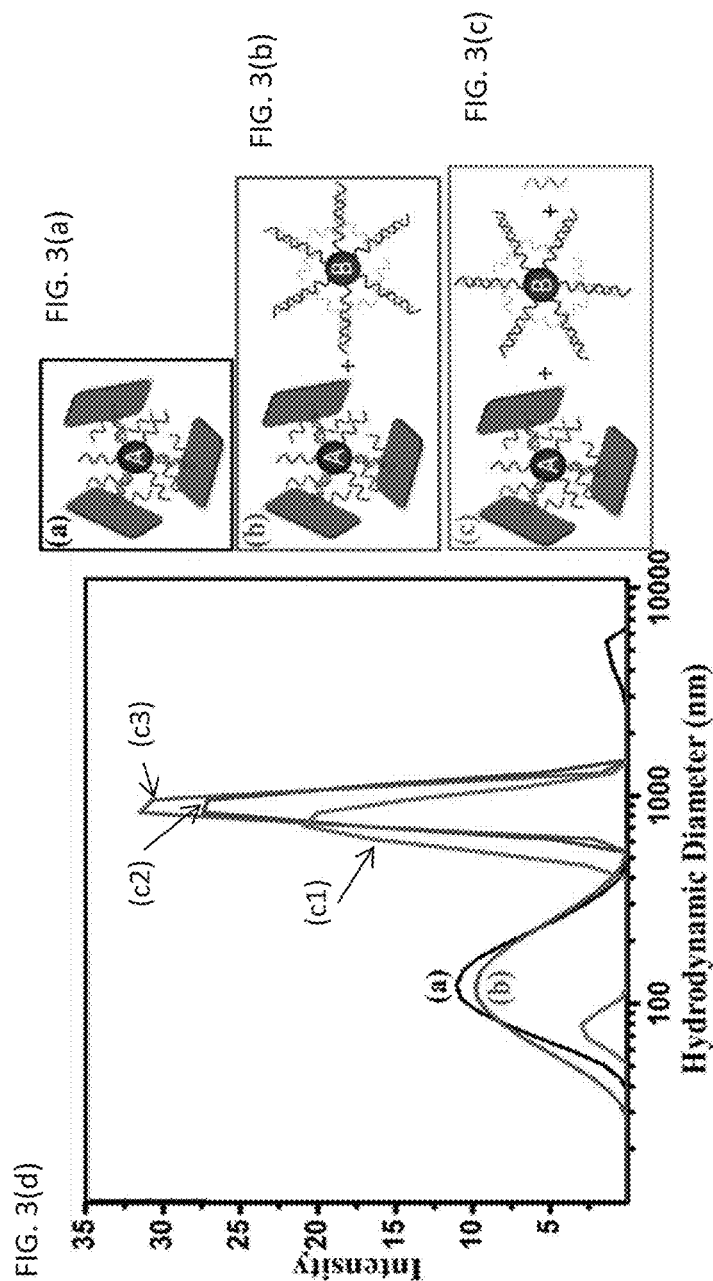 FIG. 3(d)
35
30
25
20
15
10
5
Intensity
(a)
(b)
(c1)
(c2)
(c3)
100
1000
10000
Hydrodynamic Diameter (nm)
FIG. 3(a)
(a)
A
FIG. 3(b)
(b)
A
+
B
FIG. 3(c)
(c)
A
+
B
+